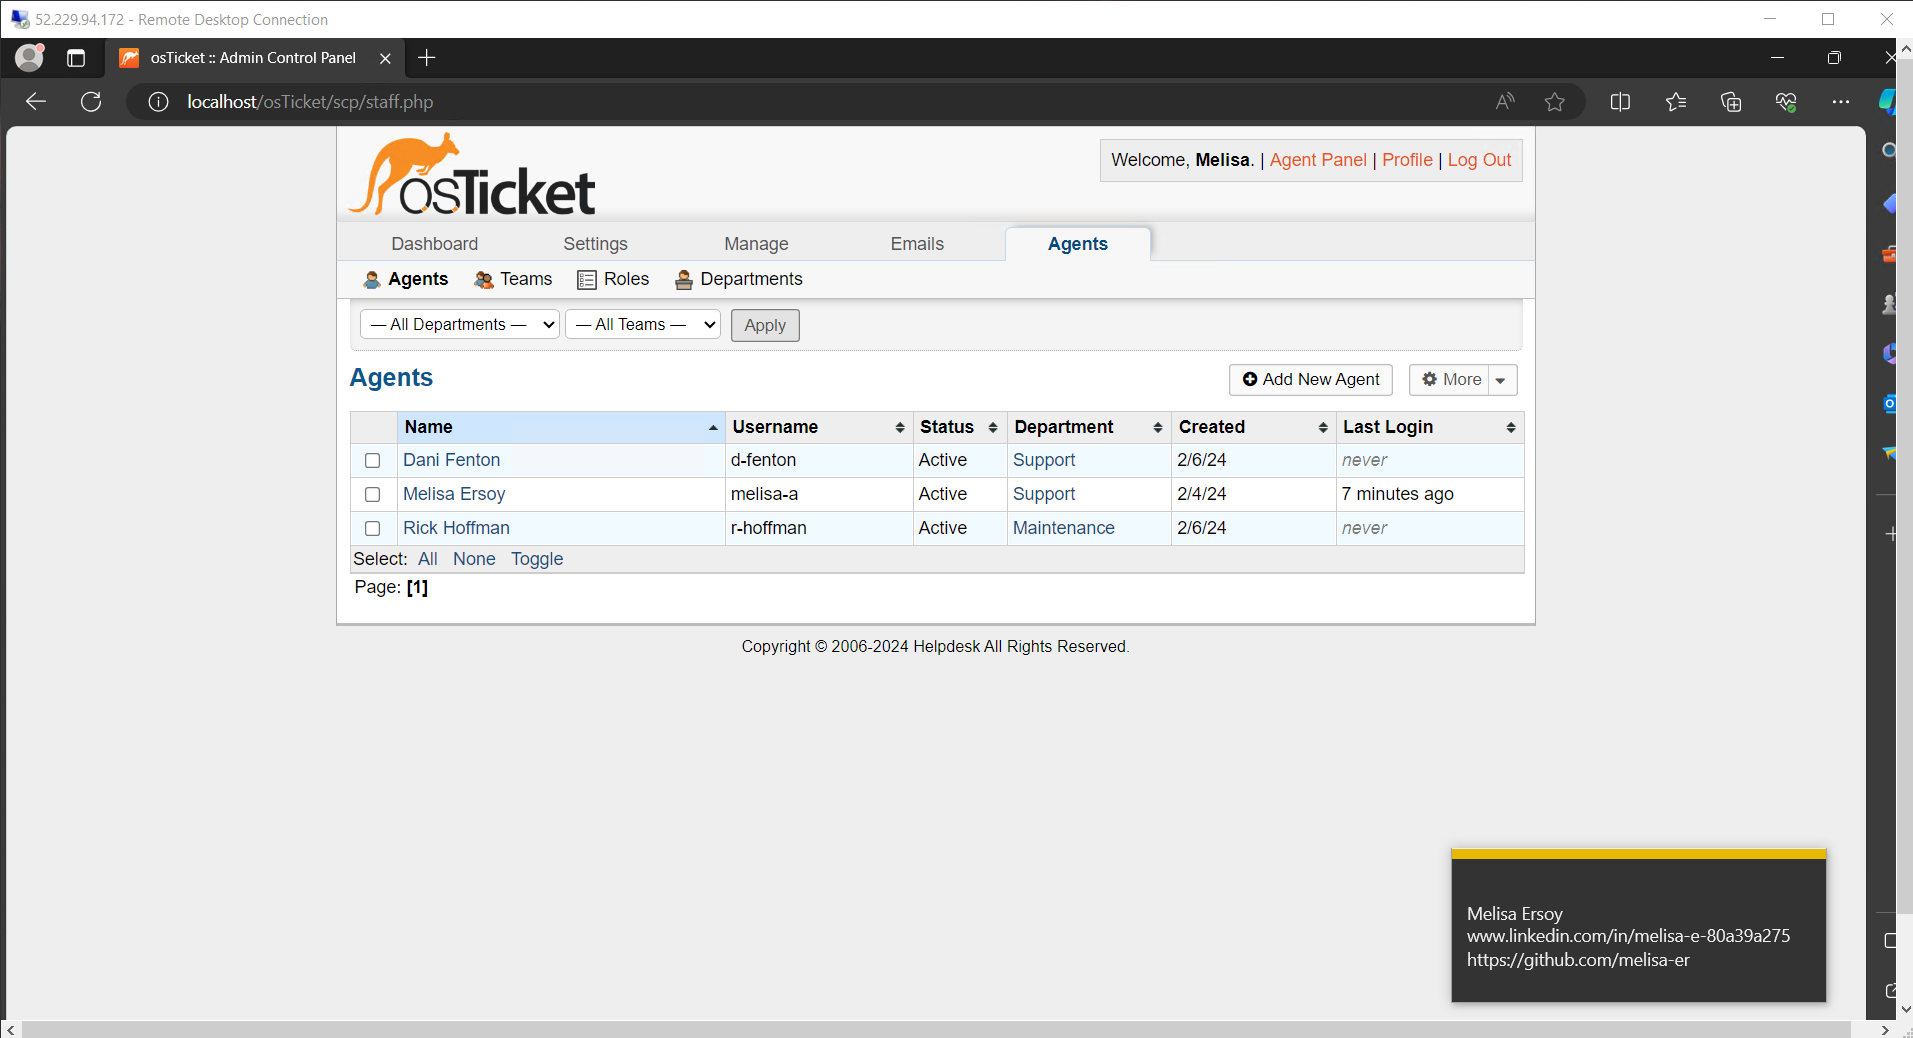 52.229.94.172 - Remote Desktop Connection
osTicket :: Admin Control Panel
localhost/osTicket/scp/staff.php
osTicket
Welcome, Melisa. | Agent Panel | Profile | Log Out
Dashboard Settings Manage Emails Agents
Agents Teams Roles Departments
— All Departments — — All Teams — Apply
Agents
Add New Agent More
Name Username Status Department Created Last Login
Dani Fenton d-fenton Active Support 2/6/24 never
Melisa Ersoy melisa-a Active Support 2/4/24 7 minutes ago
Rick Hoffman r-hoffman Active Maintenance 2/6/24 never
Select: All None Toggle
Page: [1]
Copyright © 2006-2024 Helpdesk All Rights Reserved.
Melisa Ersoy
www.linkedin.com/in/melisa-e-80a39a275
https://github.com/melisa-er